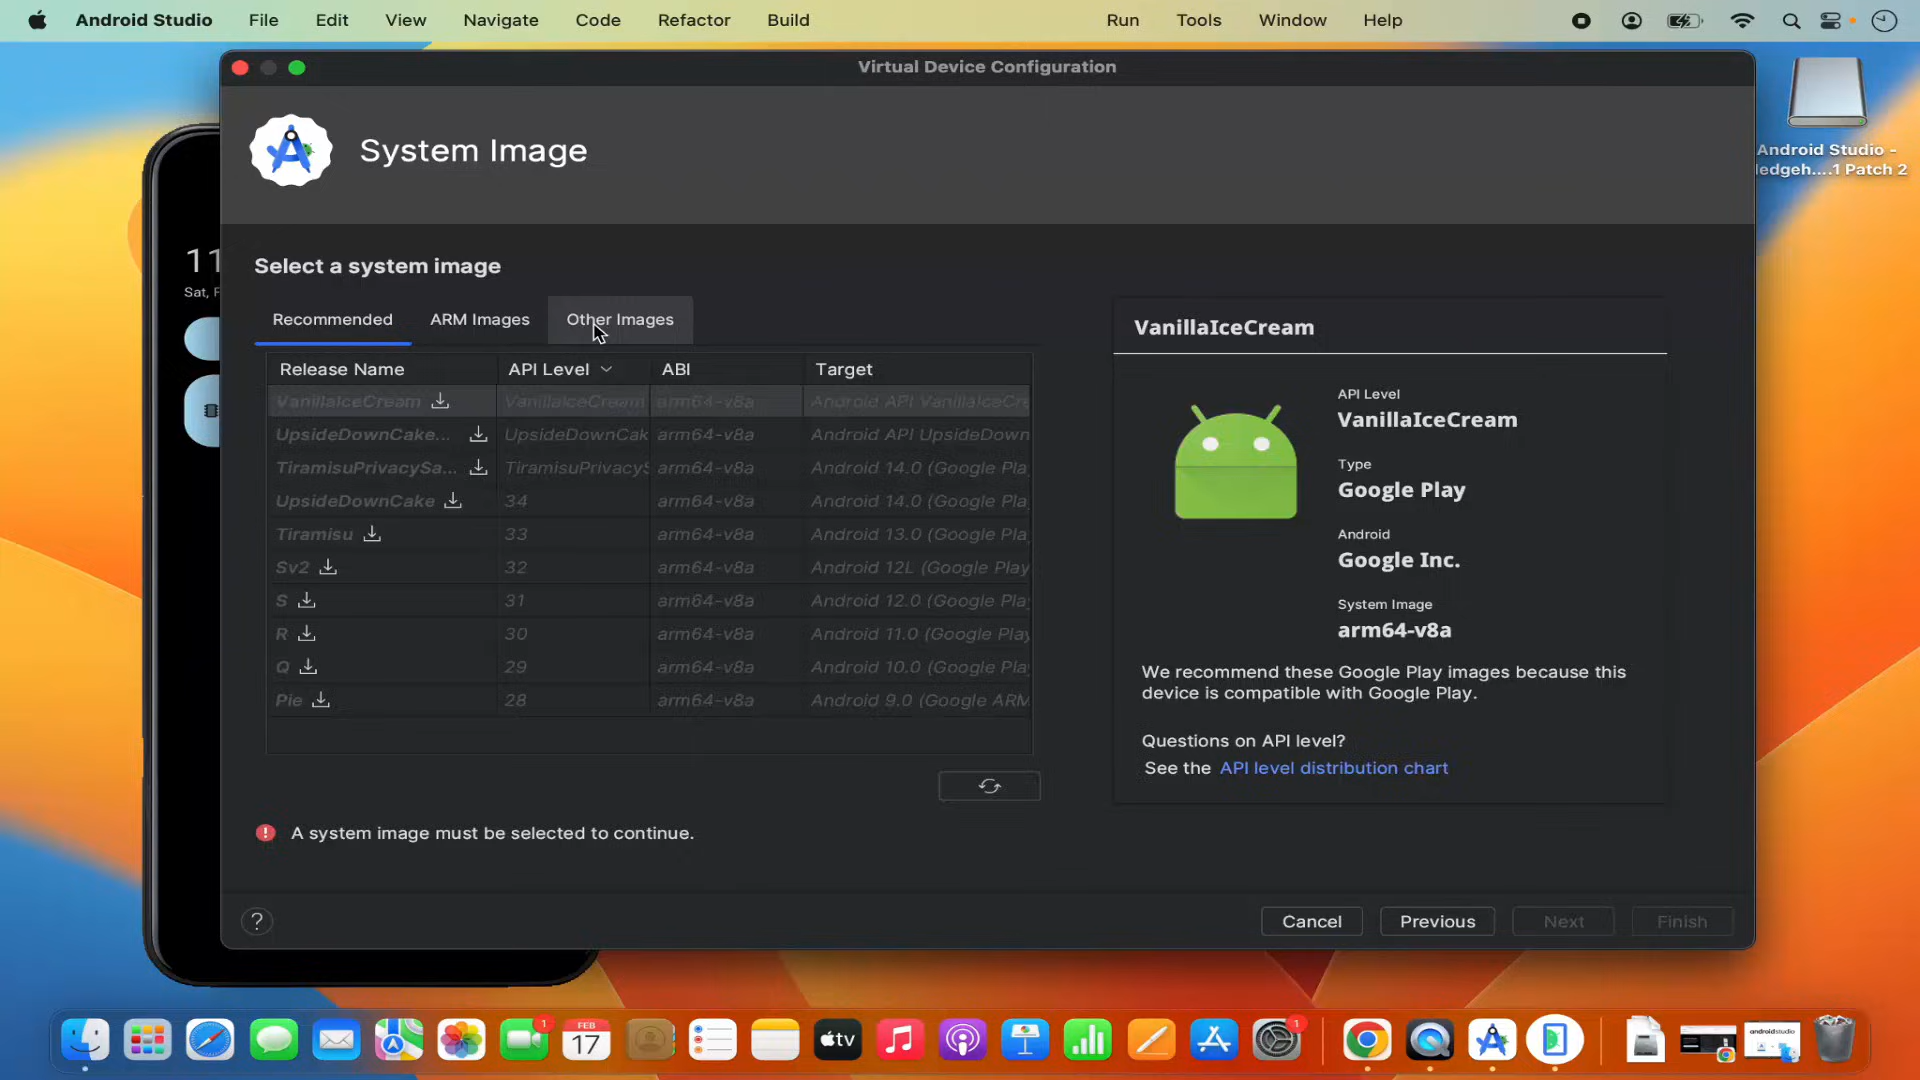 Android Studio File Edit View Navigate Code Refactor Build Run Tools Window Help
Virtual Device Configuration
System Image
Android Studio -
ledgeh....1 Patch 2
11
Sat, F
Select a system image
Recommended ARM Images Other Images
Release Name API Level ABI Target
VanillaIceCream VanillaIceCream arm64-v8a Android API VanillaIceCre
UpsideDownCake... UpsideDownCak arm64-v8a Android API UpsideDown
TiramisuPrivacySa... TiramisuPrivacyS arm64-v8a Android 14.0 (Google Pla
UpsideDownCake 34 arm64-v8a Android 14.0 (Google Pla
Tiramisu 33 arm64-v8a Android 13.0 (Google Pla
Sv2 32 arm64-v8a Android 12L (Google Play
S 31 arm64-v8a Android 12.0 (Google Pla
R 30 arm64-v8a Android 11.0 (Google Play
Q 29 arm64-v8a Android 10.0 (Google Pla
Pie 28 arm64-v8a Android 9.0 (Google ARM
VanillaIceCream
API Level
VanillaIceCream
Type
Google Play
Android
Google Inc.
System Image
arm64-v8a
We recommend these Google Play images because this
device is compatible with Google Play.
Questions on API level?
See the API level distribution chart
A system image must be selected to continue.
? Cancel Previous Next Finish
1
FEB
17
tv
1
androidstudio